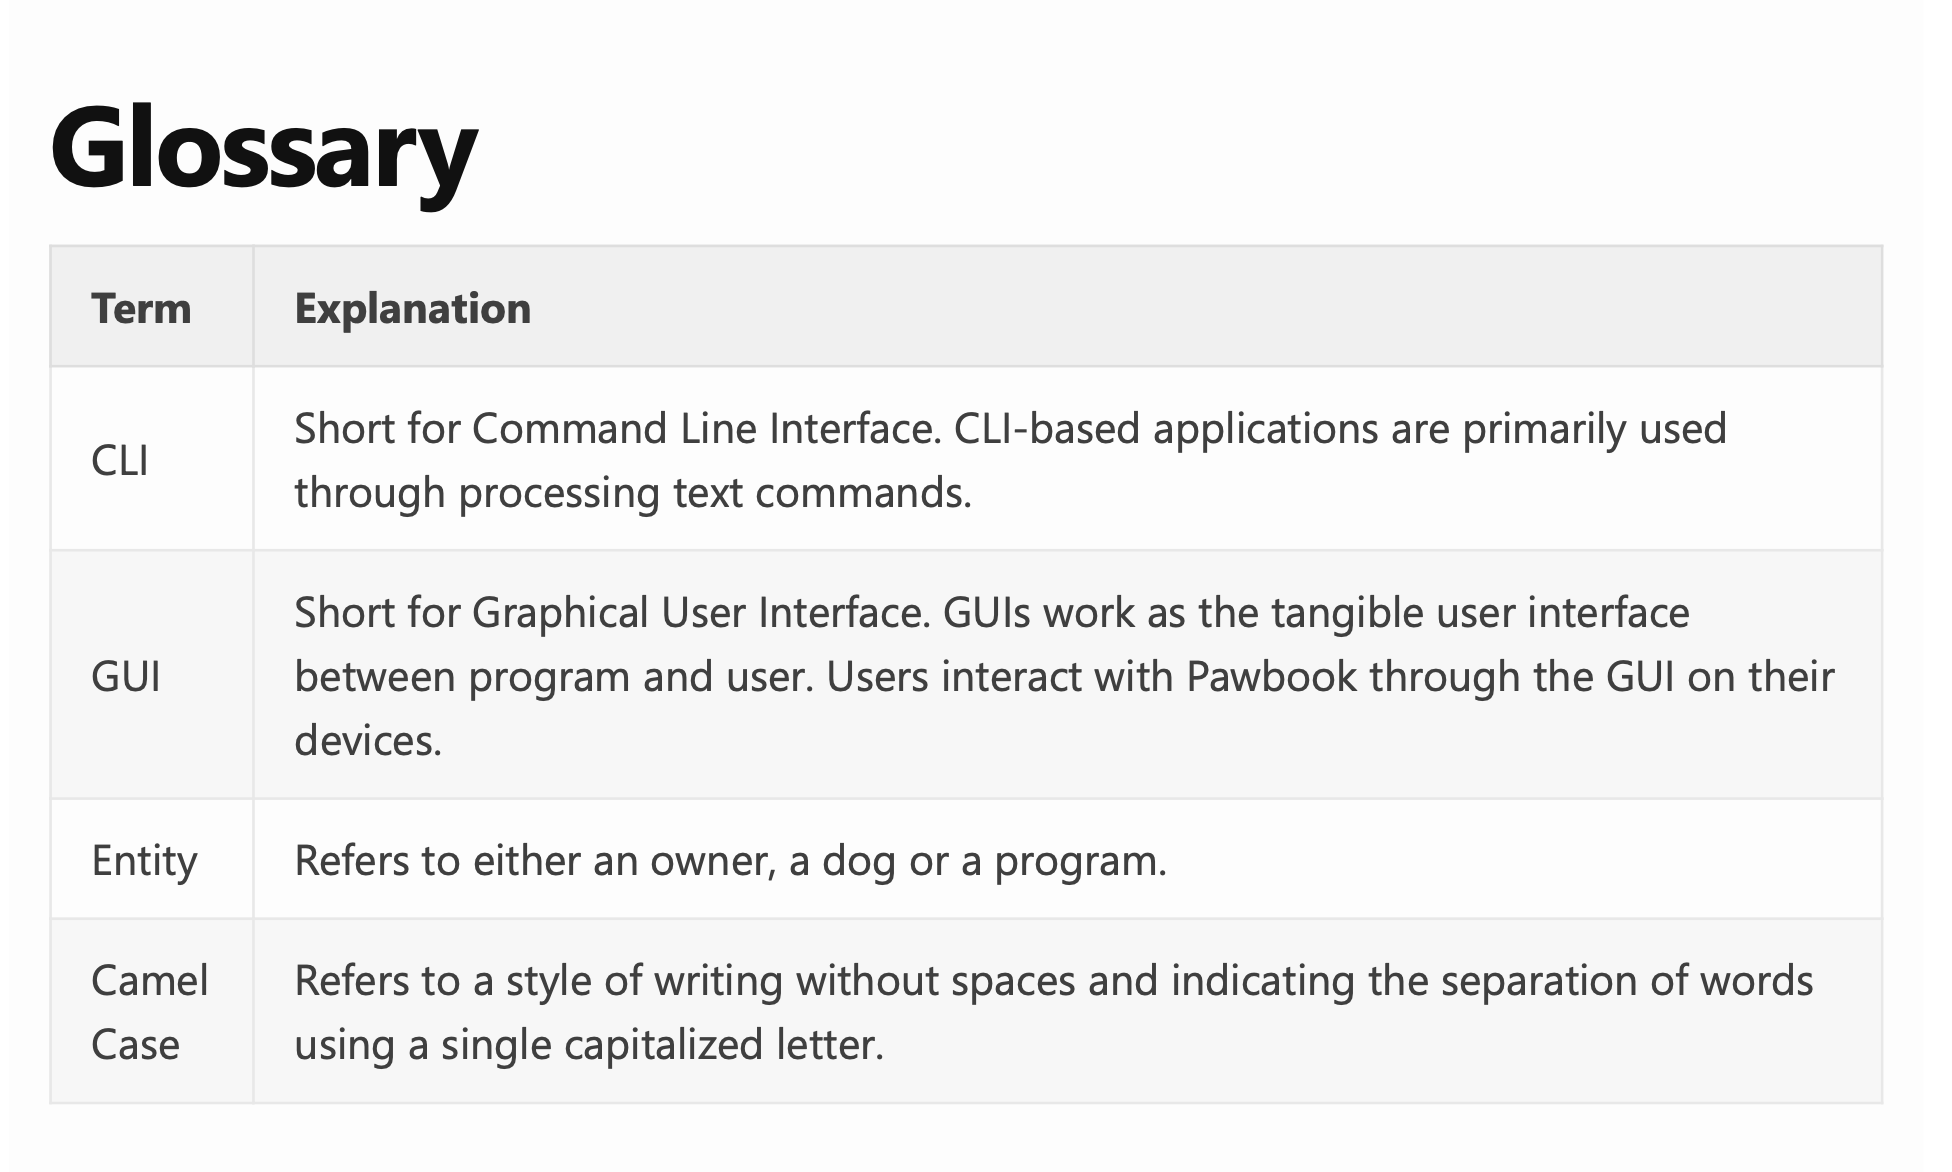 Glossary
Term Explanation
CLI
Short for Command Line Interface. CLI-based applications are primarily used
through processing text commands.
GUI
Short for Graphical User Interface. GUIs work as the tangible user interface
between program and user. Users interact with Pawbook through the GUI on their
devices.
Entity
Refers to either an owner, a dog or a program.
Camel
Case
Refers to a style of writing without spaces and indicating the separation of words
using a single capitalized letter.